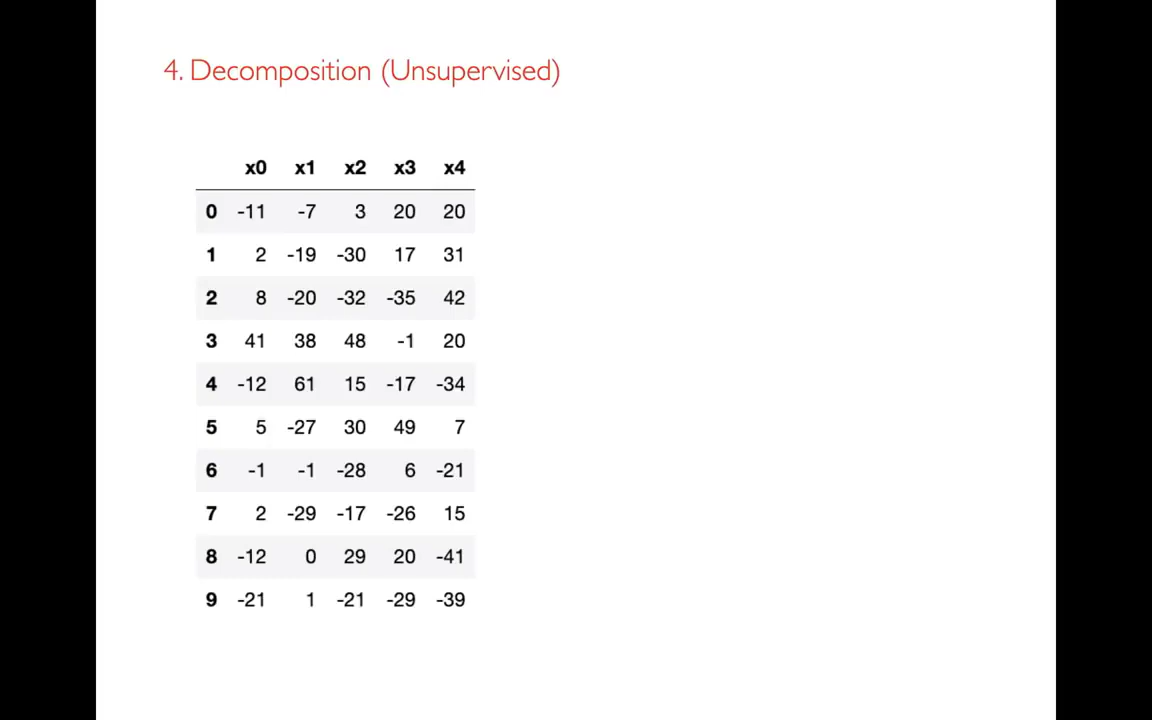 4. Decomposition (Unsupervised)
x0 x1 x2 x3 x4
0 -11 -7 3 20 20
1 2 -19 -30 17 31
2 8 -20 -32 -35 42
3 41 38 48 -1 20
4 -12 61 15 -17 -34
5 5 -27 30 49 7
6 -1 -1 -28 6 -21
7 2 -29 -17 -26 15
8 -12 0 29 20 -41
9 -21 1 -21 -29 -39